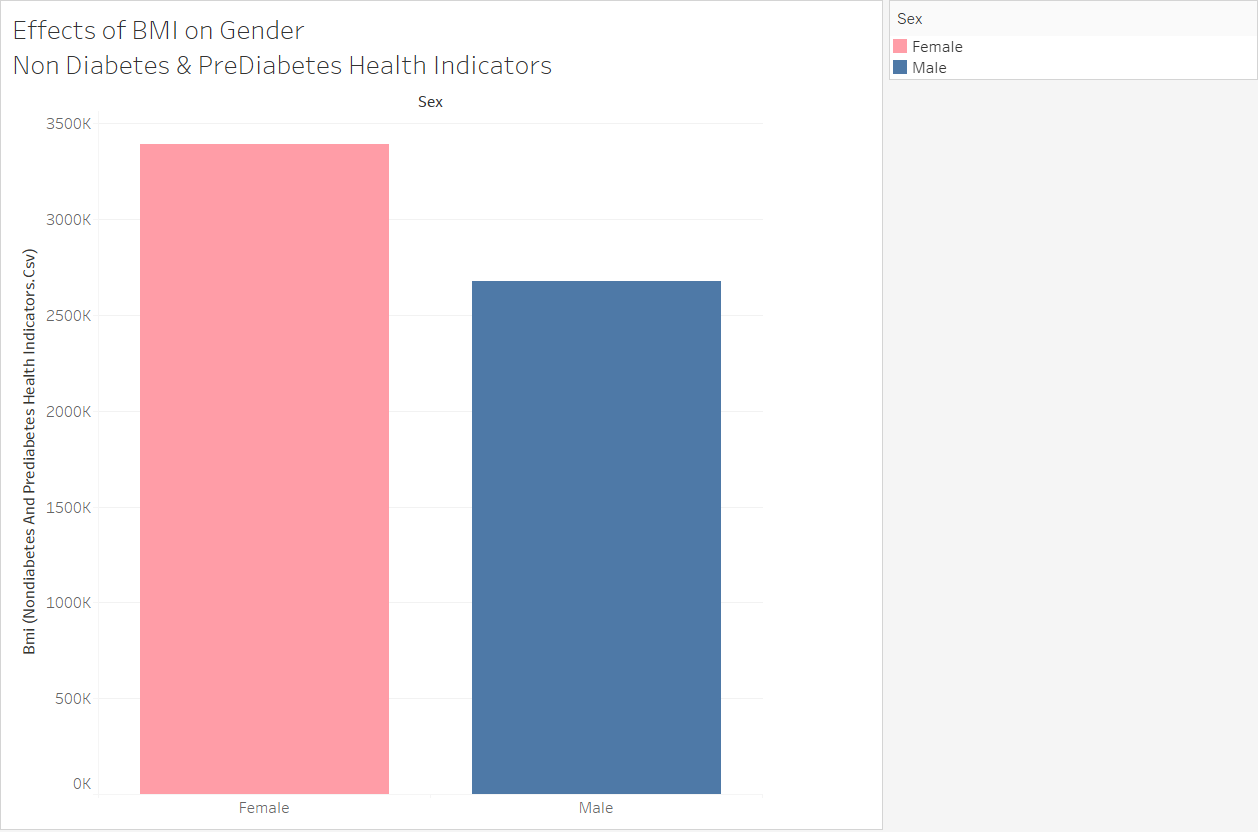 Effects of BMI on Gender
Non Diabetes & PreDiabetes Health Indicators
Sex
3500K
3000K
2500K
2000K
1500K
1000K
500K
0K
Bmi (Nondiabetes And Prediabetes Health Indicators.Csv)
Female
Male
Sex
Female
Male